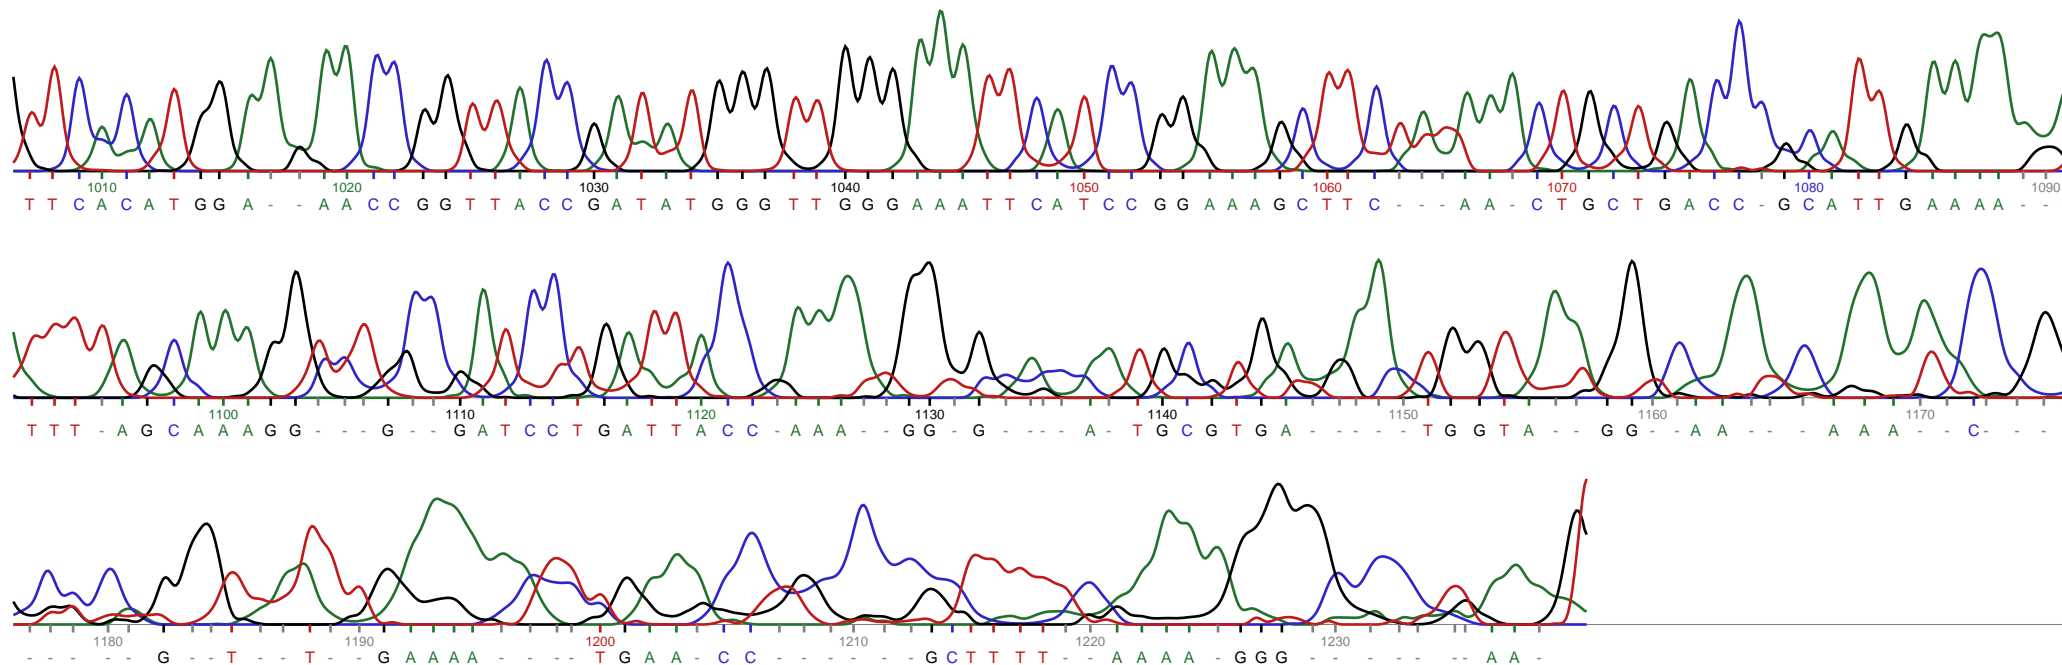 1010 1020 1030 1040 1050 1060 1070 1080 1090
T T C A C A T G G A - - A A C C G G T T A C C G A T A T G G G T T G G G A A A T T C A T C C G G A A A G C T T C - - - A A - C T G C T G A C C - G C A T T G A A A A - -
1100 1110 1120 1130 1140 1150 1160 1170
T T T - A G C A A A G G - - - G - - G A T C C T G A T T A C C - A A A - - G G - G - - - - A - T G C G T G A - - - - - T G G T A - - G G - - A A - - - - A A A - - C - - -
1180 1190 1200 1210 1220 1230
- - - - - - G - - T - - - T - - G A A A A - - - - T G A A - C C - - - - - - - G C T T T T - - A A A A - G G G - - - - - - - - A A -